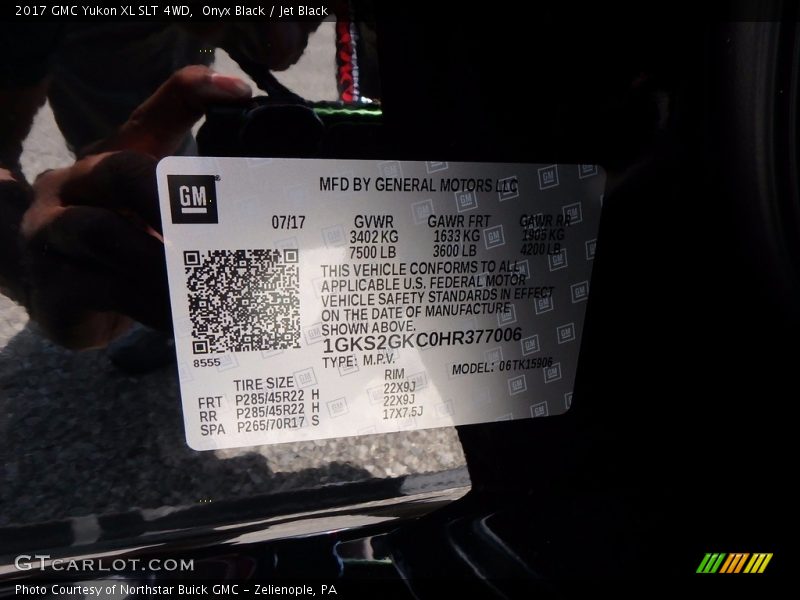 2017 GMC Yukon XL SLT 4WD, Onyx Black / Jet Black
GM
MFD BY GENERAL MOTORS LLC
07/17 GVWR GAWR FRT GAWR RR
3402 KG 1633 KG 1905 KG
7500 LB 3600 LB 4200 LB
THIS VEHICLE CONFORMS TO ALL
APPLICABLE U.S. FEDERAL MOTOR
VEHICLE SAFETY STANDARDS IN EFFECT
ON THE DATE OF MANUFACTURE
SHOWN ABOVE.
1GKS2GKC0HR377006
8555
TYPE: M.P.V. MODEL: 06TK15906
TIRE SIZE RIM
FRT P285/45R22 H 22X9J
RR P285/45R22 H 22X9J
SPA P265/70R17 S 17X7.5J
GTCARLOT.COM
Photo Courtesy of Northstar Buick GMC - Zelienople, PA